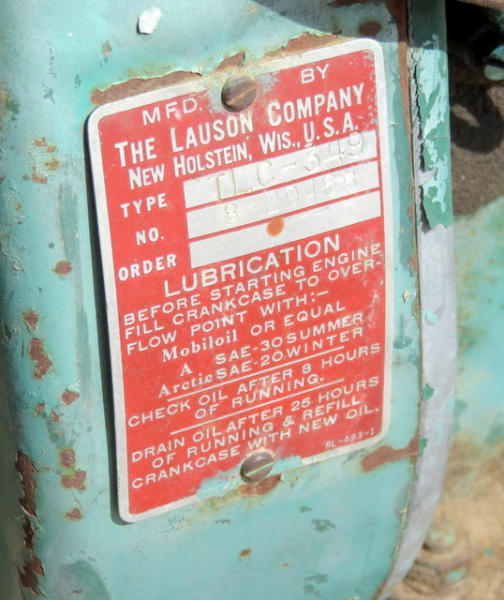 MFD. BY
THE LAUSON COMPANY
NEW HOLSTEIN, WIS., U.S.A.
TYPE TLC-349
NO.
ORDER
LUBRICATION
BEFORE STARTING ENGINE
FILL CRANKCASE TO OVER-
FLOW POINT WITH:-
Mobiloil OR EQUAL
A SAE-30 SUMMER
Arctic SAE-20 WINTER
CHECK OIL AFTER 8 HOURS
OF RUNNING.
DRAIN OIL AFTER 25 HOURS
OF RUNNING & REFILL
CRANKCASE WITH NEW OIL.
RL-493-1